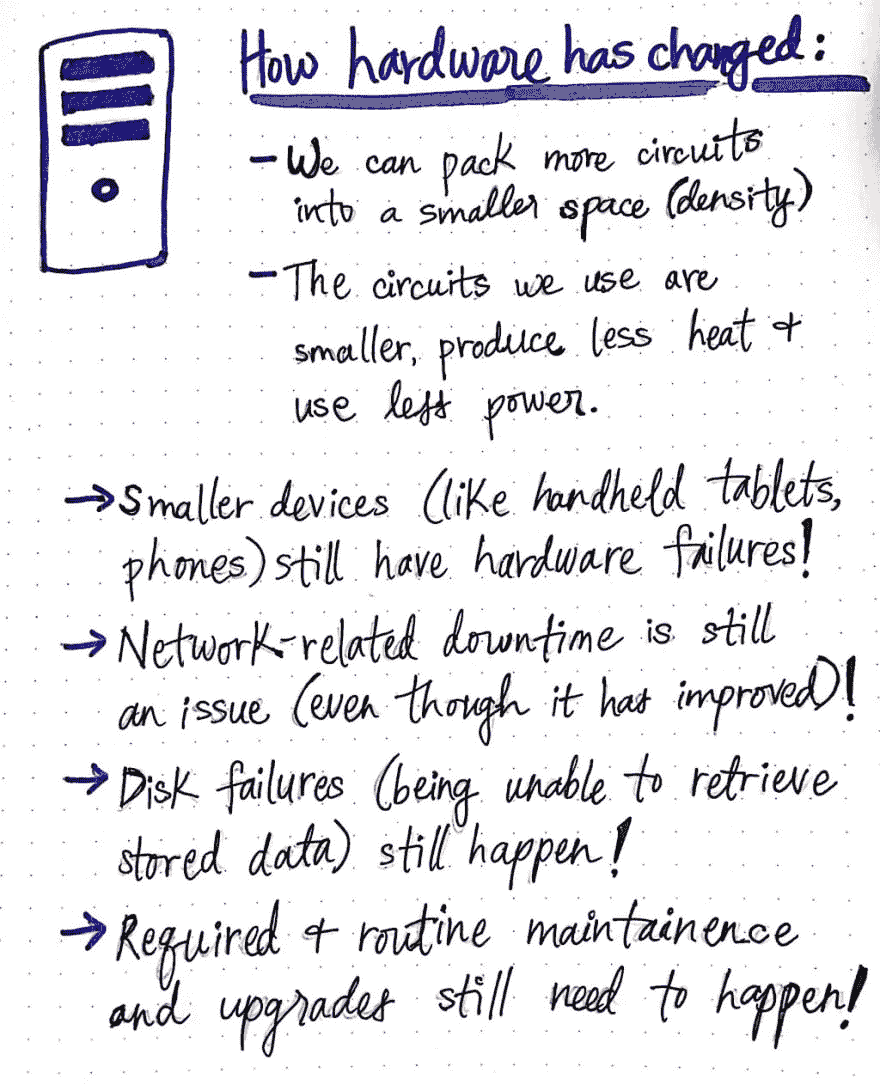 How hardware has changed:
- We can pack more circuits
into a smaller space (density)
- The circuits we use are
smaller, produce less heat +
use less power.
→ Smaller devices (like handheld tablets,
phones) still have hardware failures!
→ Network-related downtime is still
an issue (even though it has improved)!
→ Disk failures (being unable to retrieve
stored data) still happen!
→ Required + routine maintainence
and upgrades still need to happen!